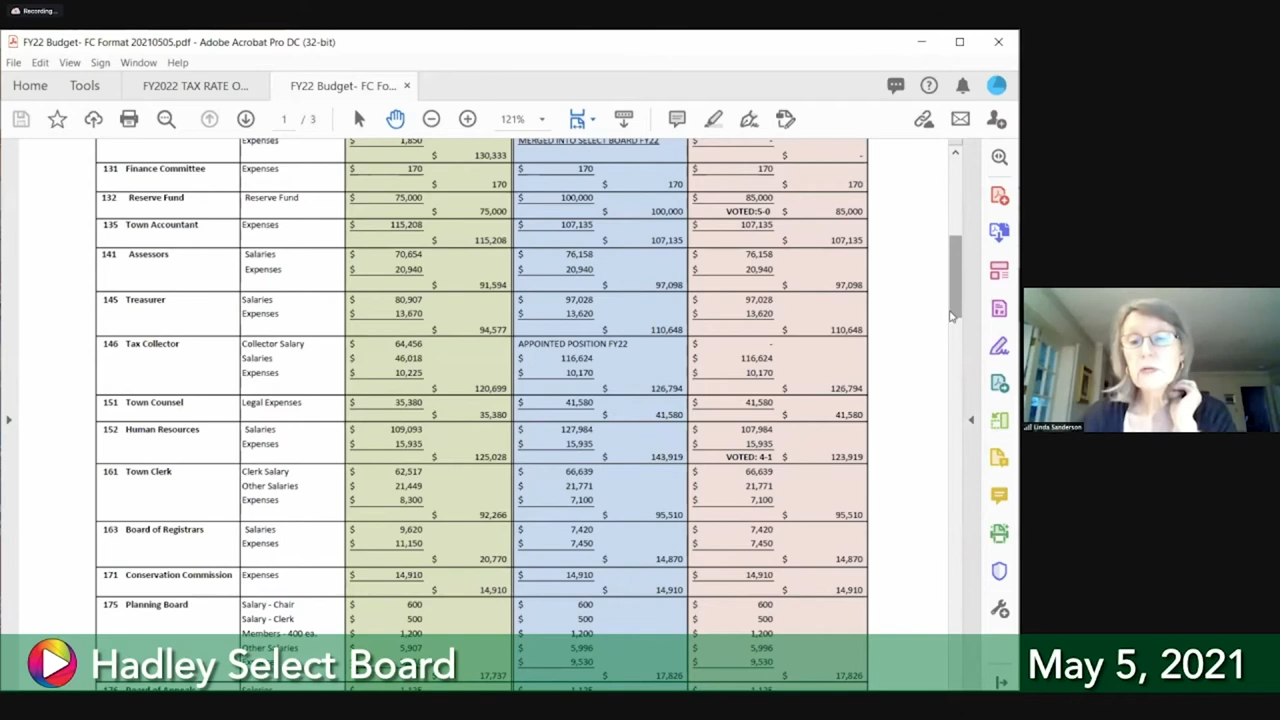 Recording...
FY22 Budget- FC Format 20210505.pdf - Adobe Acrobat Pro DC (32-bit)
File Edit View Sign Window Help
Home Tools FY2022 TAX RATE O... FY22 Budget- FC Fo... ×
1 / 3 121%
Expenses $ 1,850 MERGED INTO SELECT BOARD FY22 $ -
$ 130,333 $ -
131 Finance Committee Expenses $ 170 $ 170 $ 170
$ 170 $ 170 $ 170
132 Reserve Fund Reserve Fund $ 75,000 $ 100,000 $ 85,000
$ 75,000 $ 100,000 VOTED:5-0 $ 85,000
135 Town Accountant Expenses $ 115,208 $ 107,135 $ 107,135
$ 115,208 $ 107,135 $ 107,135
141 Assessors Salaries $ 70,654 $ 76,158 $ 76,158
Expenses $ 20,940 $ 20,940 $ 20,940
$ 91,594 $ 97,098 $ 97,098
145 Treasurer Salaries $ 80,907 $ 97,028 $ 97,028
Expenses $ 13,670 $ 13,620 $ 13,620
$ 94,577 $ 110,648 $ 110,648
146 Tax Collector Collector Salary $ 64,456 APPOINTED POSITION FY22 $ -
Salaries $ 46,018 $ 116,624 $ 116,624
Expenses $ 10,225 $ 10,170 $ 10,170
$ 120,699 $ 126,794 $ 126,794
151 Town Counsel Legal Expenses $ 35,380 $ 41,580 $ 41,580
$ 35,380 $ 41,580 $ 41,580
152 Human Resources Salaries $ 109,093 $ 127,984 $ 107,984
Expenses $ 15,935 $ 15,935 $ 15,935
$ 125,028 $ 143,919 VOTED: 4-1 $ 123,919
161 Town Clerk Clerk Salary $ 62,517 $ 66,639 $ 66,639
Other Salaries $ 21,449 $ 21,771 $ 21,771
Expenses $ 8,300 $ 7,100 $ 7,100
$ 92,266 $ 95,510 $ 95,510
163 Board of Registrars Salaries $ 9,620 $ 7,420 $ 7,420
Expenses $ 11,150 $ 7,450 $ 7,450
$ 20,770 $ 14,870 $ 14,870
171 Conservation Commission Expenses $ 14,910 $ 14,910 $ 14,910
$ 14,910 $ 14,910 $ 14,910
175 Planning Board Salary - Chair $ 600 $ 600 $ 600
Salary - Clerk $ 500 $ 500 $ 500
Members - 400 ea. $ 1,200 $ 1,200 $ 1,200
Other Salaries $ 5,907 $ 5,996 $ 5,996
$ 9,530 $ 9,530
17,737 17,826 17,826
Linda Sanderson
Hadley Select Board
May 5, 2021